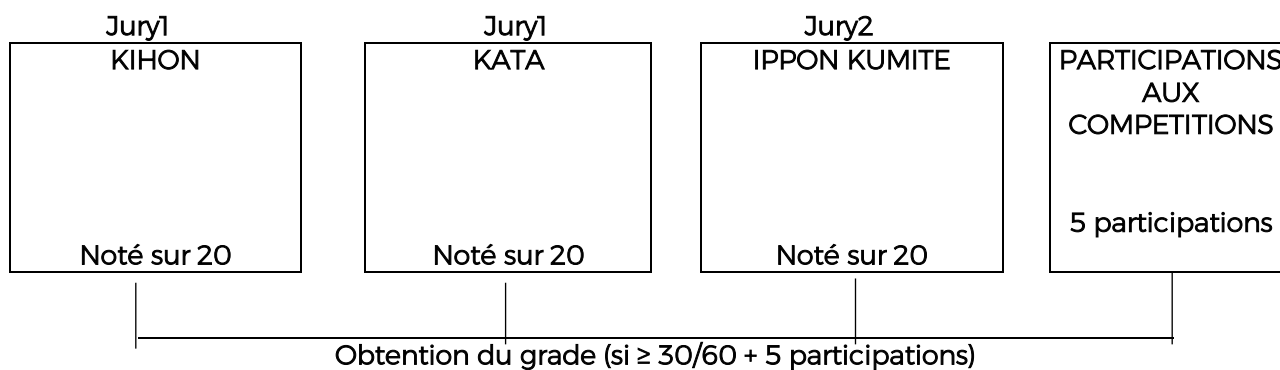 Jury1
KIHON
Noté sur 20
Jury1
KATA
Noté sur 20
Jury2
IPPON KUMITE
Noté sur 20
PARTICIPATIONS
AUX
COMPETITIONS
5 participations
Obtention du grade (si ≥ 30/60 + 5 participations)